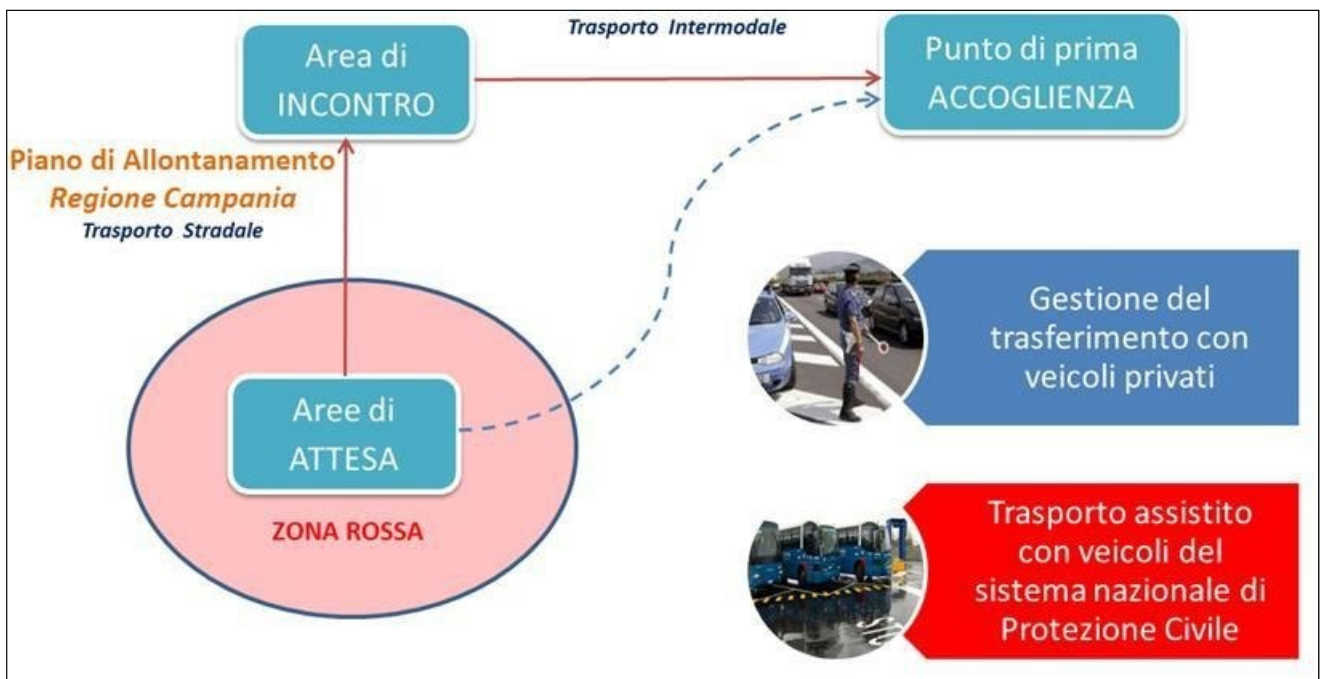 Trasporto Intermodale
Area di
INCONTRO
Punto di prima
ACCOGLIENZA
Piano di Allontanamento
Regione Campania
Trasporto Stradale
Aree di
ATTESA
ZONA ROSSA
Gestione del
trasferimento con
veicoli privati
Trasporto assistito
con veicoli del
sistema nazionale di
Protezione Civile